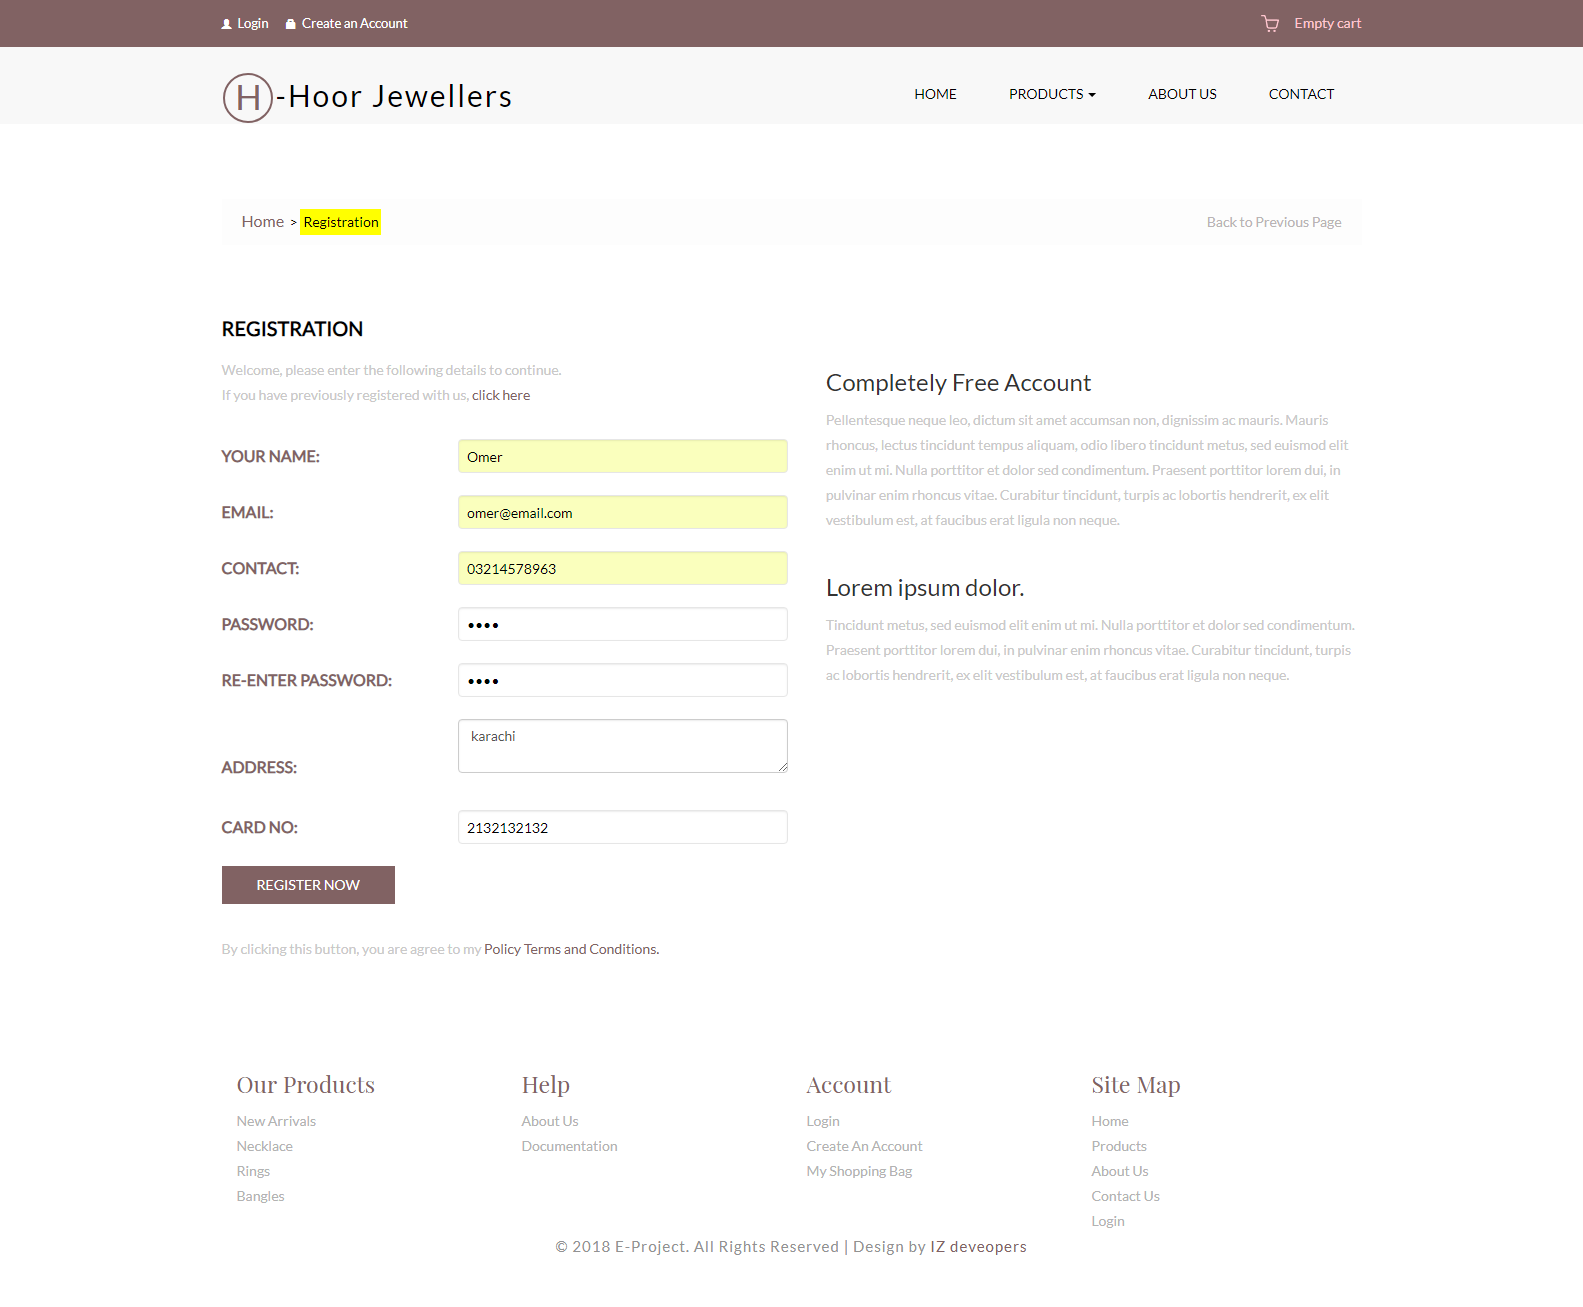 Login Create an Account Empty cart
H-Hoor Jewellers HOME PRODUCTS ABOUT US CONTACT
Home > Registration Back to Previous Page
REGISTRATION
Welcome, please enter the following details to continue.
If you have previously registered with us, click here
YOUR NAME: Omer
EMAIL: omer@email.com
CONTACT: 03214578963
PASSWORD: ••••
RE-ENTER PASSWORD: ••••
ADDRESS: karachi
CARD NO: 2132132132
REGISTER NOW
By clicking this button, you are agree to my Policy Terms and Conditions.
Completely Free Account
Pellentesque neque leo, dictum sit amet accumsan non, dignissim ac mauris. Mauris
rhoncus, lectus tincidunt tempus aliquam, odio libero tincidunt metus, sed euismod elit
enim ut mi. Nulla porttitor et dolor sed condimentum. Praesent porttitor lorem dui, in
pulvinar enim rhoncus vitae. Curabitur tincidunt, turpis ac lobortis hendrerit, ex elit
vestibulum est, at faucibus erat ligula non neque.
Lorem ipsum dolor.
Tincidunt metus, sed euismod elit enim ut mi. Nulla porttitor et dolor sed condimentum.
Praesent porttitor lorem dui, in pulvinar enim rhoncus vitae. Curabitur tincidunt, turpis
ac lobortis hendrerit, ex elit vestibulum est, at faucibus erat ligula non neque.
Our Products
New Arrivals
Necklace
Rings
Bangles
Help
About Us
Documentation
Account
Login
Create An Account
My Shopping Bag
Site Map
Home
Products
About Us
Contact Us
Login
© 2018 E-Project. All Rights Reserved | Design by IZ deveopers